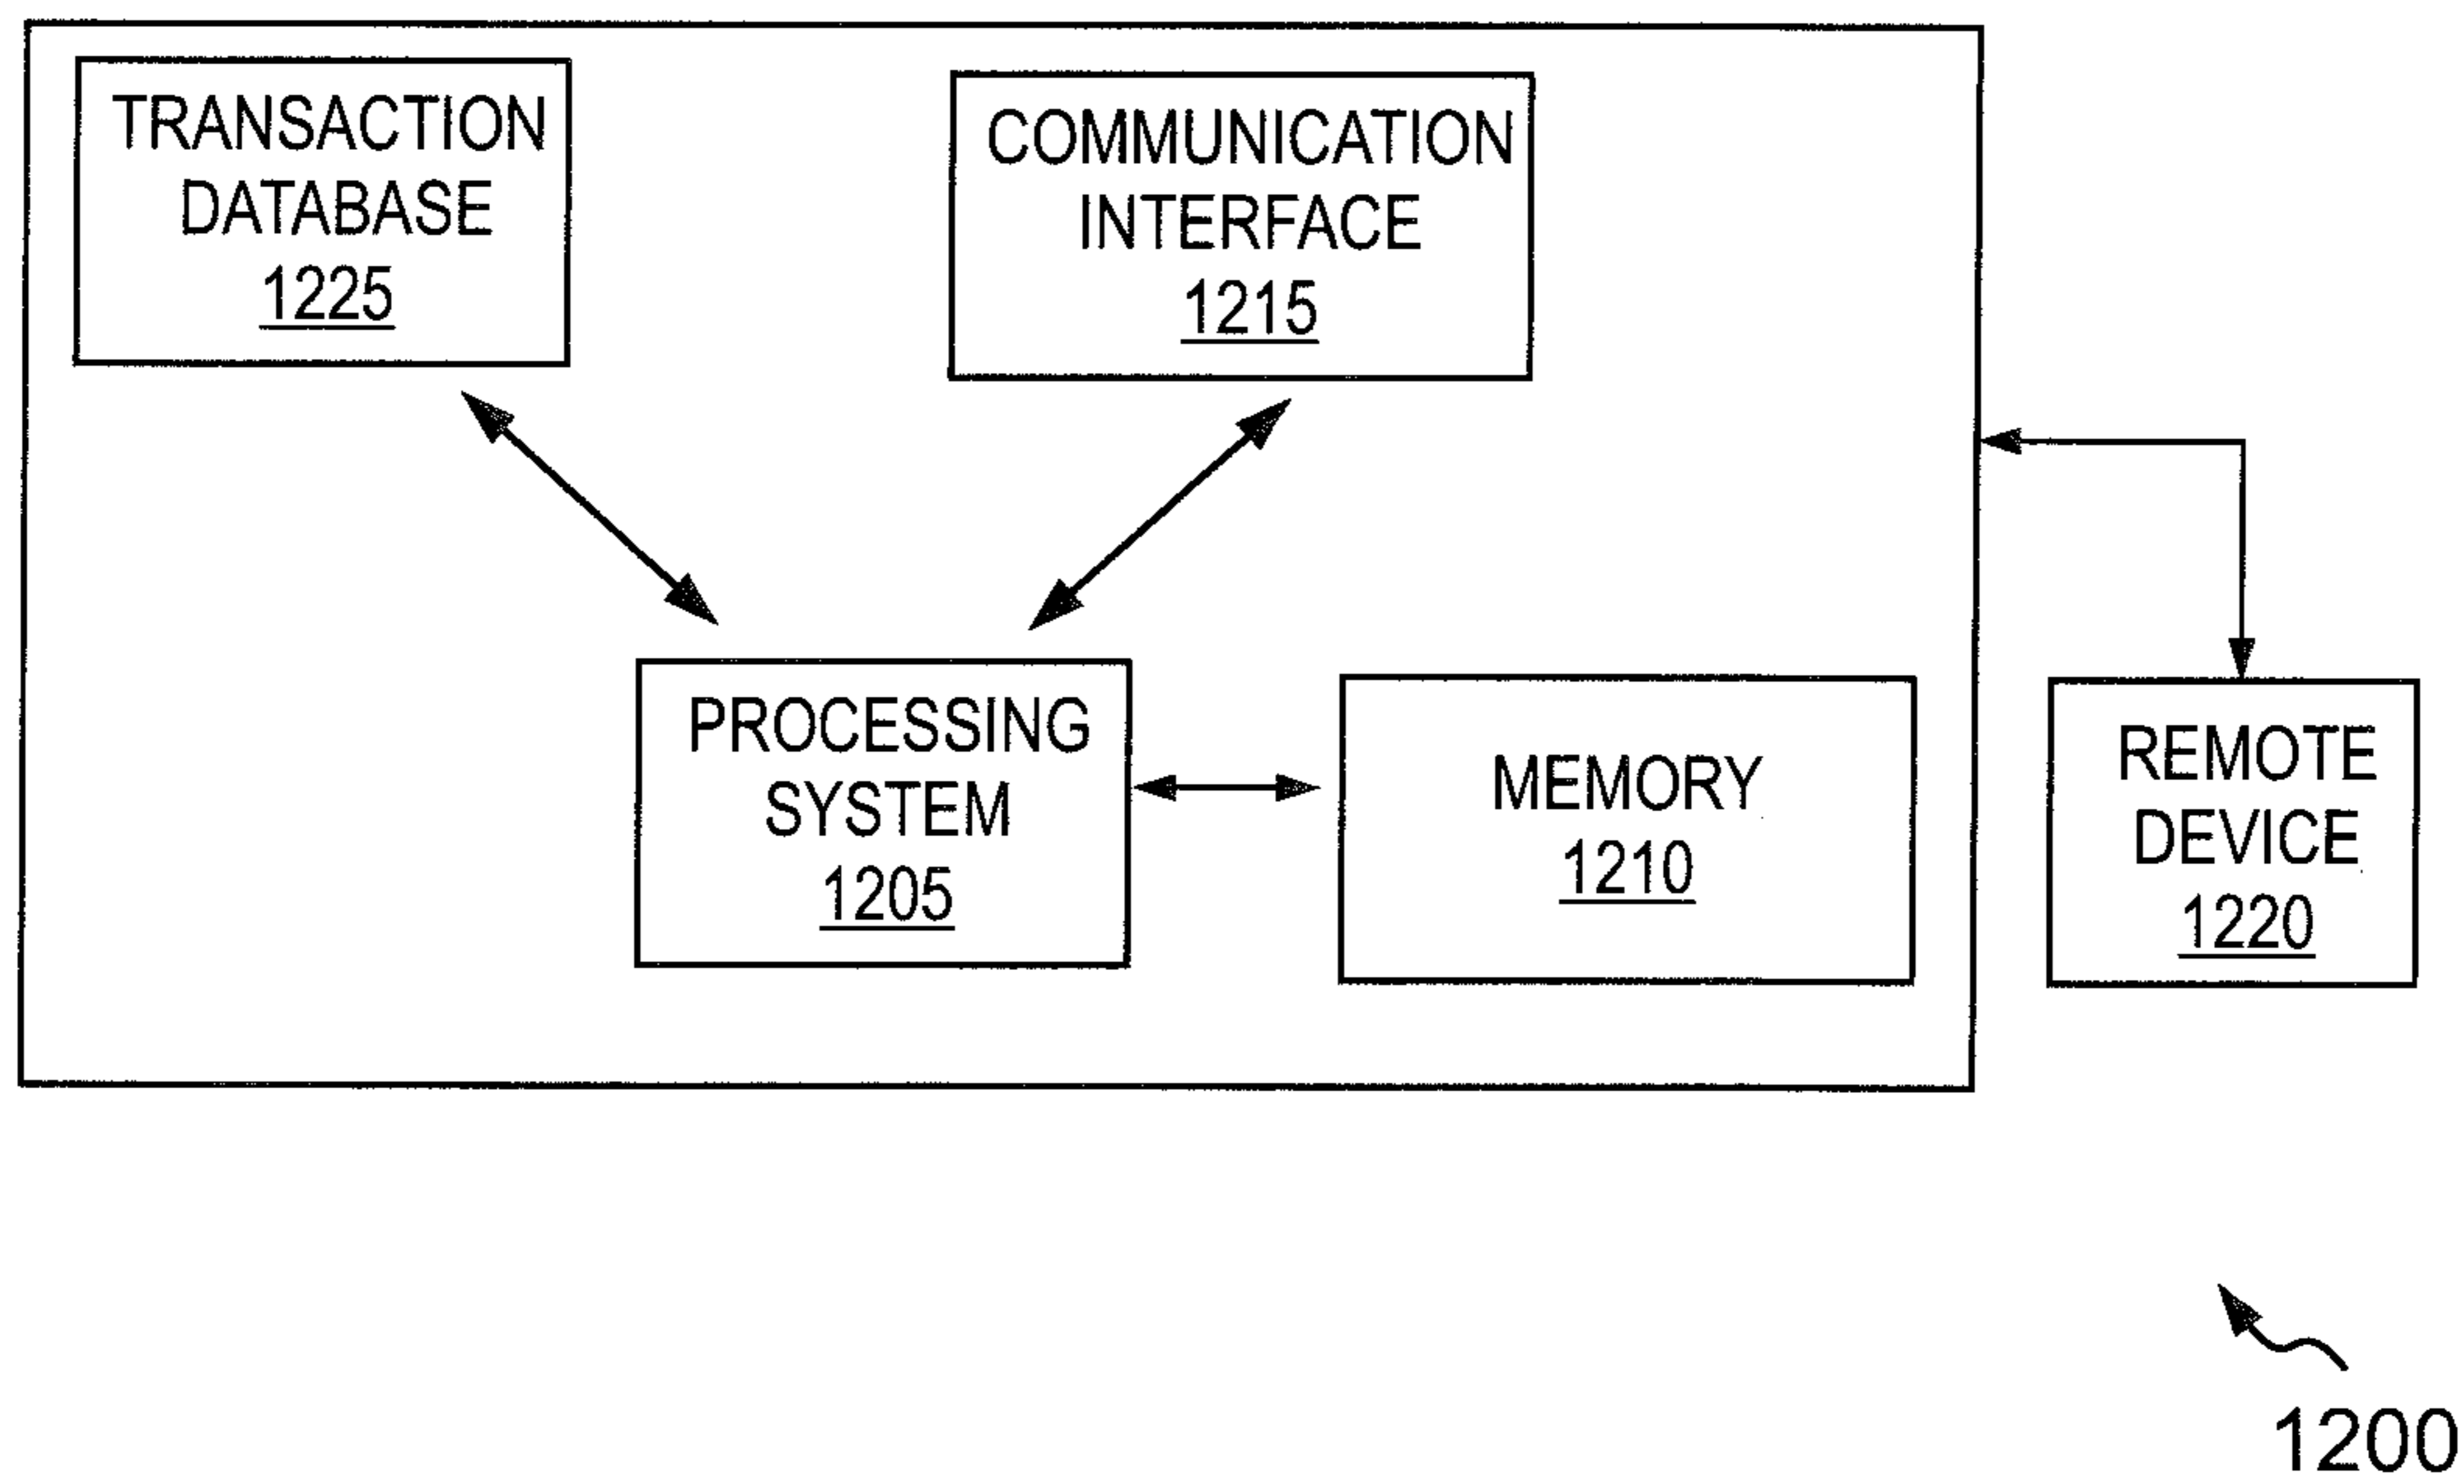 TRANSACTION
DATABASE
1225
COMMUNICATION
INTERFACE
1215
PROCESSING
SYSTEM
1205
MEMORY
1210
REMOTE
DEVICE
1220
1200